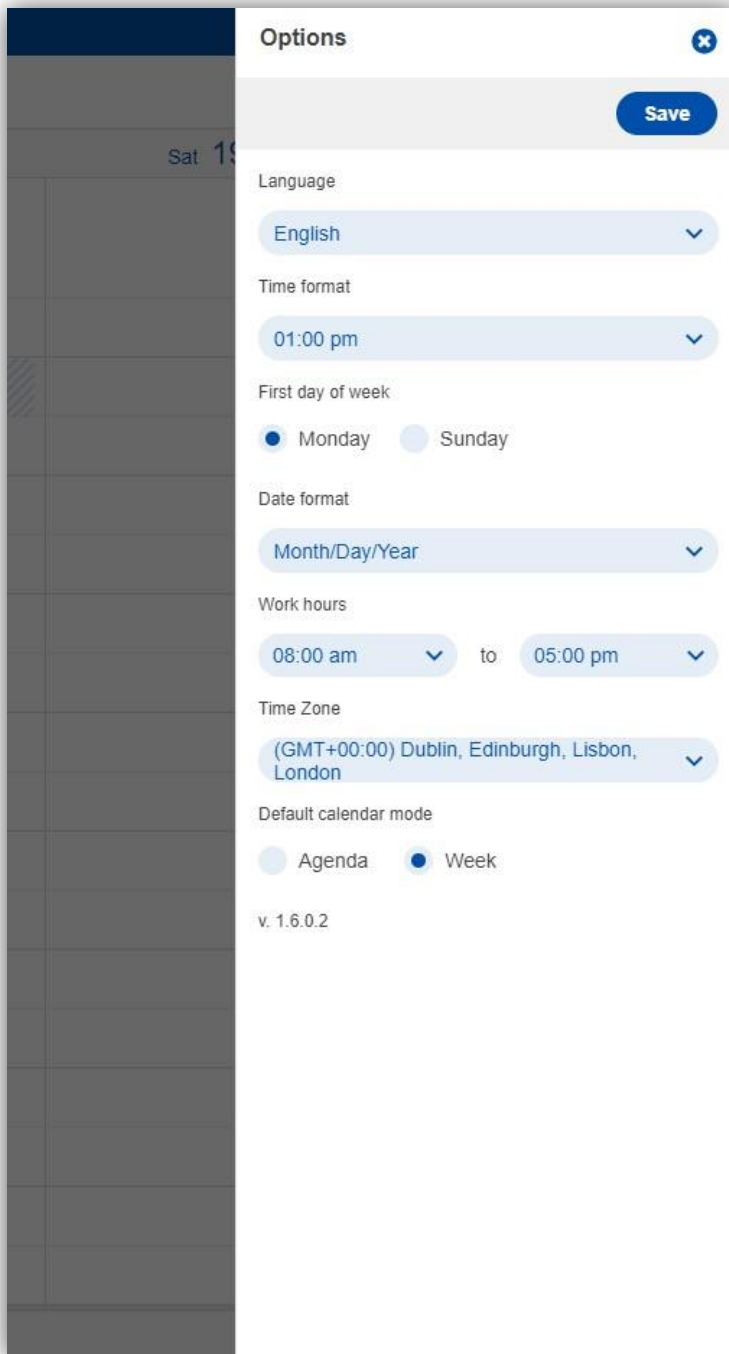 Options
Save
Sat 19
Language
English
Time format
01:00 pm
First day of week
Monday Sunday
Date format
Month/Day/Year
Work hours
08:00 am to 05:00 pm
Time Zone
(GMT+00:00) Dublin, Edinburgh, Lisbon,
London
Default calendar mode
Agenda Week
v. 1.6.0.2